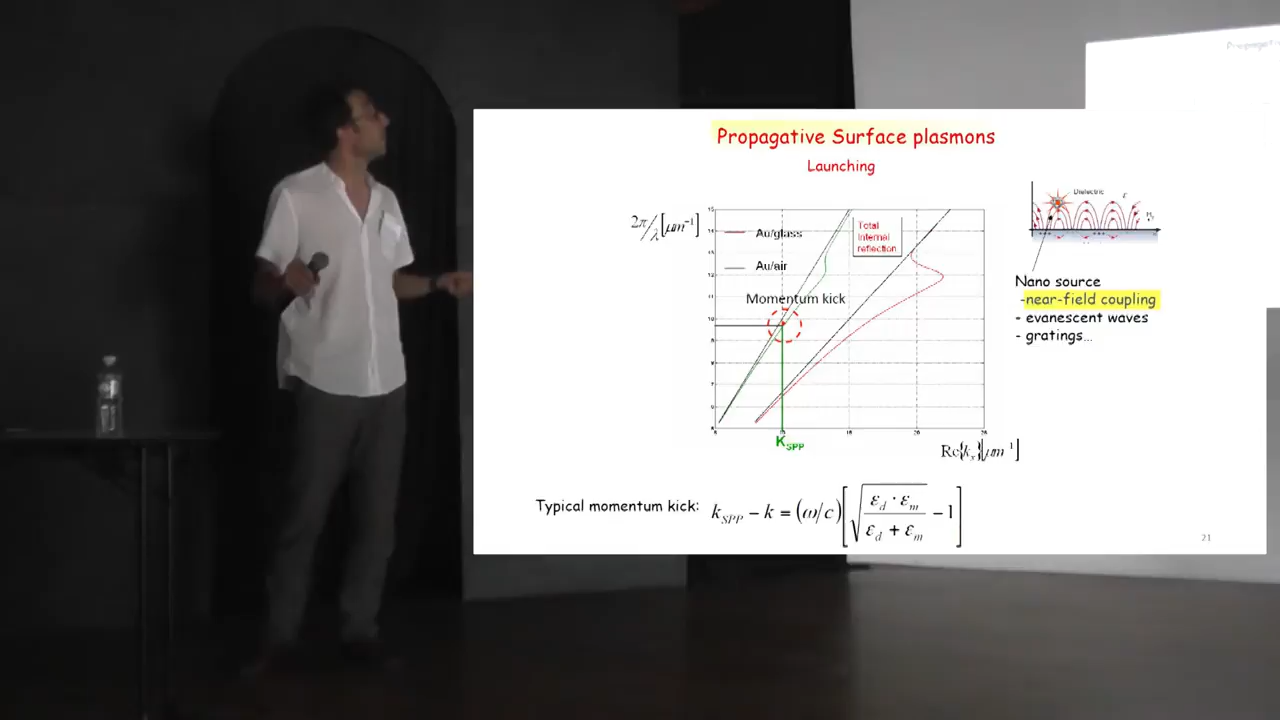 Propagative Surface plasmons
Launching
2π/λ [μm⁻¹]
Au/glass
Au/air
Total
Internal
reflection
Momentum kick
K_SPP
Re{k_x} [μm⁻¹]
Dielectric
Nano source
-near-field coupling
- evanescent waves
- gratings...
Typical momentum kick: k_SPP − k = (ω/c)[√((ε_d · ε_m)/(ε_d + ε_m)) − 1]
21